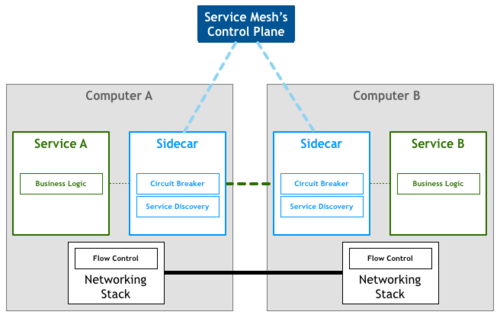 Service Mesh's
Control Plane
Computer A
Computer B
Service A
Sidecar
Sidecar
Service B
Business Logic
Circuit Breaker
Circuit Breaker
Business Logic
Service Discovery
Service Discovery
Flow Control
Flow Control
Networking
Stack
Networking
Stack